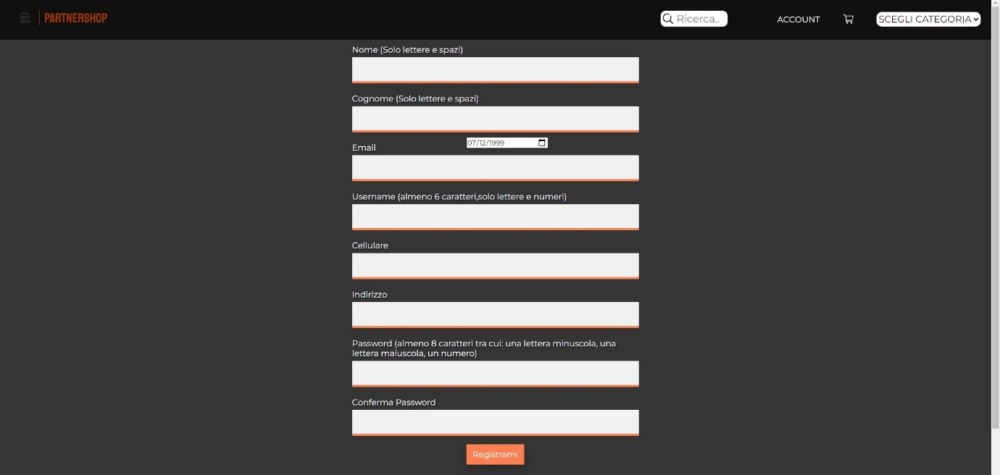 PARTNERSHOP
Ricerca..
ACCOUNT
SCEGLI CATEGORIA
Nome (Solo lettere e spazi)
Cognome (Solo lettere e spazi)
07/12/1999
Email
Username (almeno 6 caratteri,solo lettere e numeri)
Cellulare
Indirizzo
Password (almeno 8 caratteri tra cui: una lettera minuscola, una
lettera maiuscola, un numero)
Conferma Password
Registrami